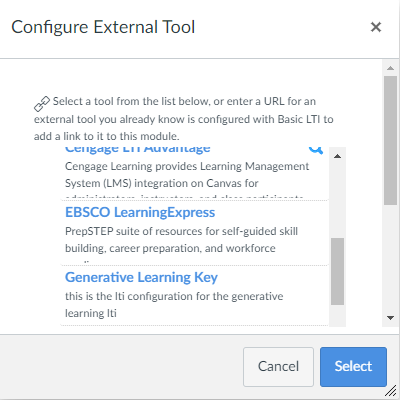 Configure External Tool
Select a tool from the list below, or enter a URL for an
external tool you already know is configured with Basic LTI to
add a link to it to this module.
Cengage LTI Advantage
Cengage Learning provides Learning Management
System (LMS) integration on Canvas for
administrators, instructors, and class participants
EBSCO LearningExpress
PrepSTEP suite of resources for self-guided skill
building, career preparation, and workforce
Generative Learning Key
this is the lti configuration for the generative
learning lti
Cancel
Select